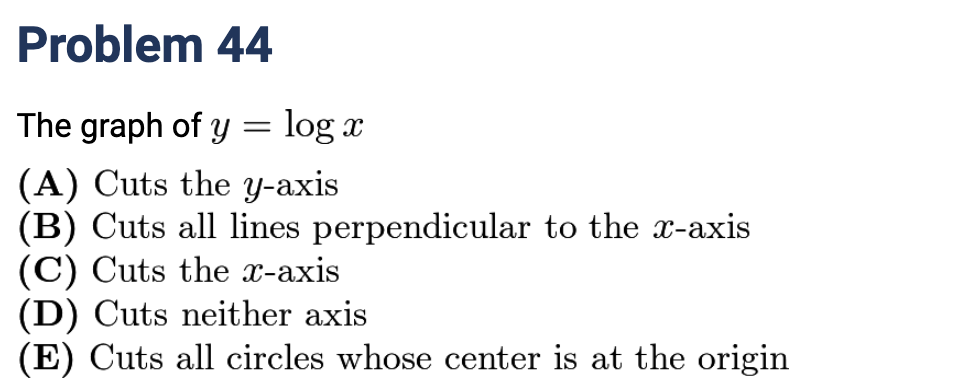 Problem 44
The graph of y = log x
(A) Cuts the y-axis
(B) Cuts all lines perpendicular to the x-axis
(C) Cuts the x-axis
(D) Cuts neither axis
(E) Cuts all circles whose center is at the origin